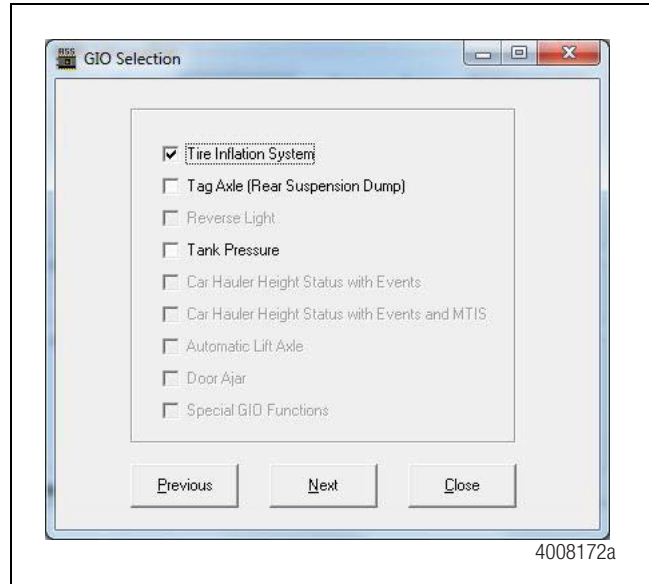 RSS
GIO Selection
Tire Inflation System
Tag Axle (Rear Suspension Dump)
Reverse Light
Tank Pressure
Car Hauler Height Status with Events
Car Hauler Height Status with Events and MTIS
Automatic Lift Axle
Door Ajar
Special GIO Functions
Previous Next Close
4008172a